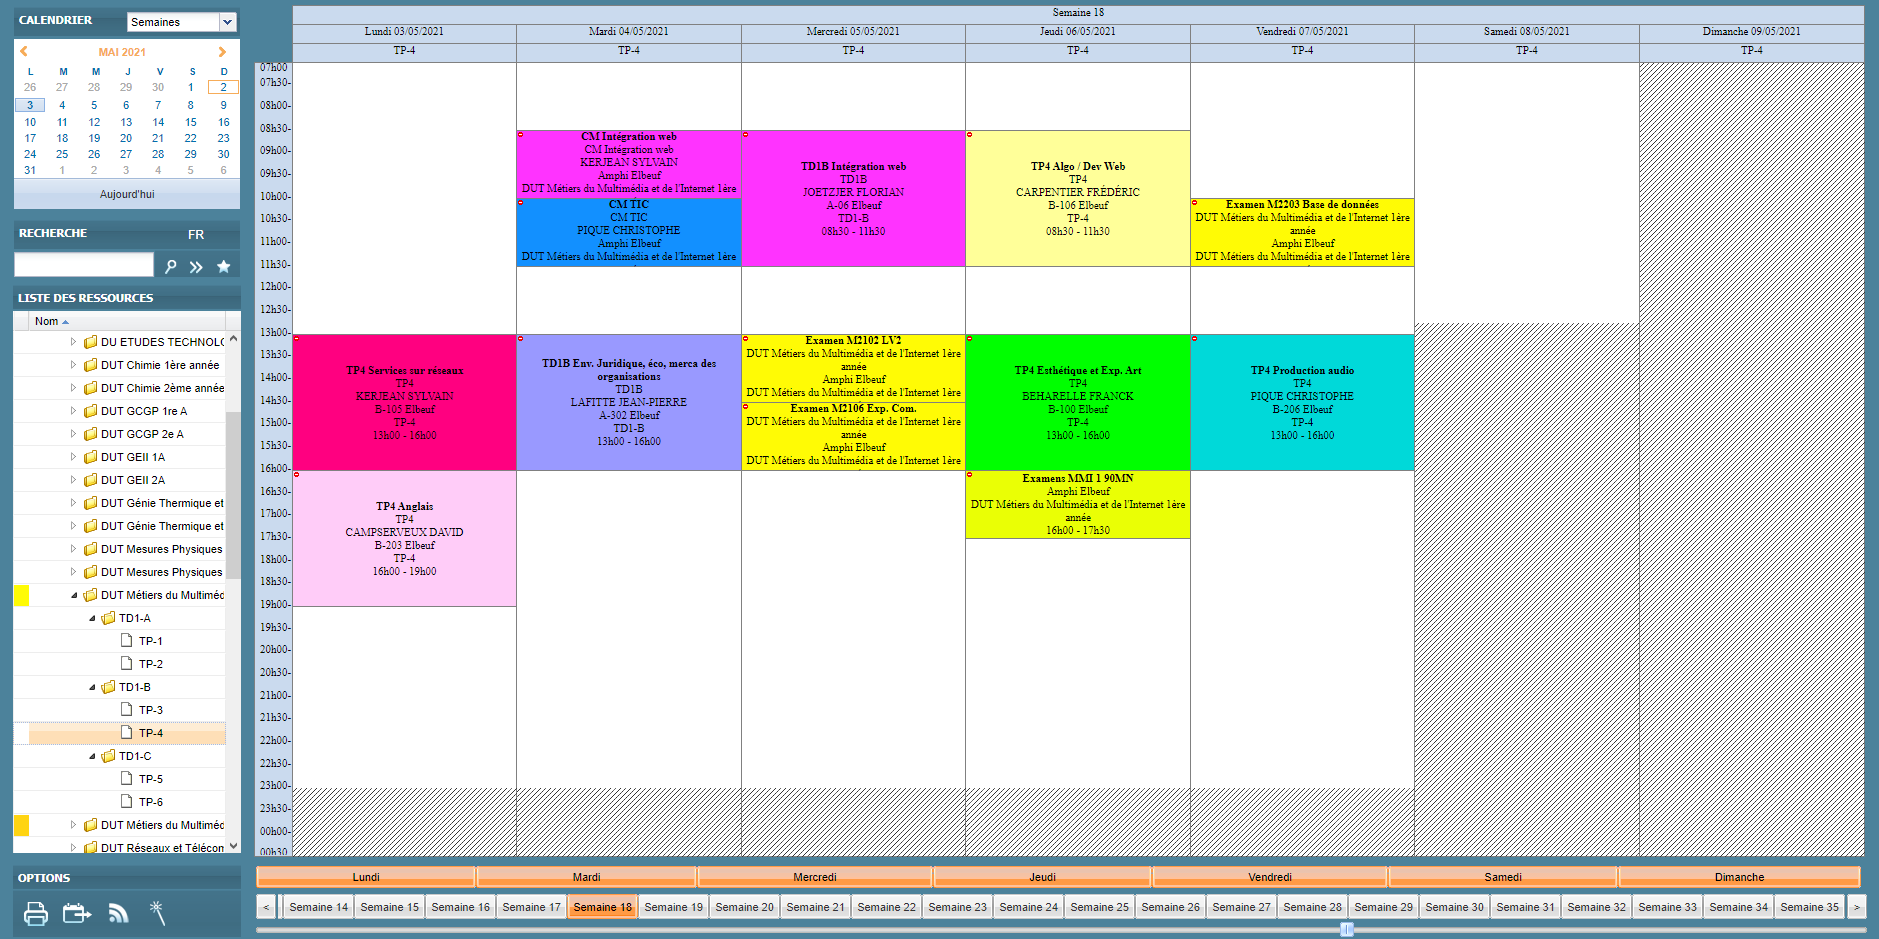 CALENDRIER
Semaines
MAI 2021
L M M J V S D
26 27 28 29 30 1 2
3 4 5 6 7 8 9
10 11 12 13 14 15 16
17 18 19 20 21 22 23
24 25 26 27 28 29 30
31 1 2 3 4 5 6
Aujourd'hui
RECHERCHE FR
LISTE DES RESSOURCES
Nom
DU ETUDES TECHNOLO
DUT Chimie 1ère année
DUT Chimie 2ème année
DUT GCGP 1re A
DUT GCGP 2e A
DUT GEII 1A
DUT GEII 2A
DUT Génie Thermique et
DUT Génie Thermique et
DUT Mesures Physiques
DUT Mesures Physiques
DUT Métiers du Multiméd
TD1-A
TP-1
TP-2
TD1-B
TP-3
TP-4
TD1-C
TP-5
TP-6
DUT Métiers du Multiméd
DUT Réseaux et Télécom
OPTIONS
Semaine 18
Lundi 03/05/2021 Mardi 04/05/2021 Mercredi 05/05/2021 Jeudi 06/05/2021 Vendredi 07/05/2021 Samedi 08/05/2021 Dimanche 09/05/2021
TP-4 TP-4 TP-4 TP-4 TP-4 TP-4 TP-4
07h00
07h30-
08h00-
08h30-
09h00-
09h30-
10h00-
10h30-
11h00-
11h30-
12h00-
12h30-
13h00-
13h30-
14h00-
14h30-
15h00-
15h30-
16h00-
16h30-
17h00-
17h30-
18h00-
18h30-
19h00-
19h30-
20h00-
20h30-
21h00-
21h30-
22h00-
22h30-
23h00-
23h30-
00h00-
00h30
TP4 Services sur réseaux
TP4
KERJEAN SYLVAIN
B-105 Elbeuf
TP-4
13h00 - 16h00
TP4 Anglais
TP4
CAMPSERVEUX DAVID
B-203 Elbeuf
TP-4
16h00 - 19h00
CM Intégration web
CM Intégration web
KERJEAN SYLVAIN
Amphi Elbeuf
DUT Métiers du Multimédia et de l'Internet 1ère
CM TIC
CM TIC
PIQUE CHRISTOPHE
Amphi Elbeuf
DUT Métiers du Multimédia et de l'Internet 1ère
TD1B Env. Juridique, éco, merca des
organisations
TD1B
LAFITTE JEAN-PIERRE
A-302 Elbeuf
TD1-B
13h00 - 16h00
TD1B Intégration web
TD1B
JOETZJER FLORIAN
A-06 Elbeuf
TD1-B
08h30 - 11h30
Examen M2102 LV2
DUT Métiers du Multimédia et de l'Internet 1ère
année
Amphi Elbeuf
DUT Métiers du Multimédia et de l'Internet 1ère
Examen M2106 Exp. Com.
DUT Métiers du Multimédia et de l'Internet 1ère
année
Amphi Elbeuf
DUT Métiers du Multimédia et de l'Internet 1ère
TP4 Algo / Dev Web
TP4
CARPENTIER FRÉDÉRIC
B-106 Elbeuf
TP-4
08h30 - 11h30
TP4 Esthétique et Exp. Art
TP4
BEHARELLE FRANCK
B-100 Elbeuf
TP-4
13h00 - 16h00
Examens MMI 1 90MN
Amphi Elbeuf
DUT Métiers du Multimédia et de l'Internet 1ère
année
16h00 - 17h30
Examen M2203 Base de données
DUT Métiers du Multimédia et de l'Internet 1ère
année
Amphi Elbeuf
DUT Métiers du Multimédia et de l'Internet 1ère
TP4 Production audio
TP4
PIQUE CHRISTOPHE
B-206 Elbeuf
TP-4
13h00 - 16h00
Lundi Mardi Mercredi Jeudi Vendredi Samedi Dimanche
< Semaine 14 Semaine 15 Semaine 16 Semaine 17 Semaine 18 Semaine 19 Semaine 20 Semaine 21 Semaine 22 Semaine 23 Semaine 24 Semaine 25 Semaine 26 Semaine 27 Semaine 28 Semaine 29 Semaine 30 Semaine 31 Semaine 32 Semaine 33 Semaine 34 Semaine 35 >